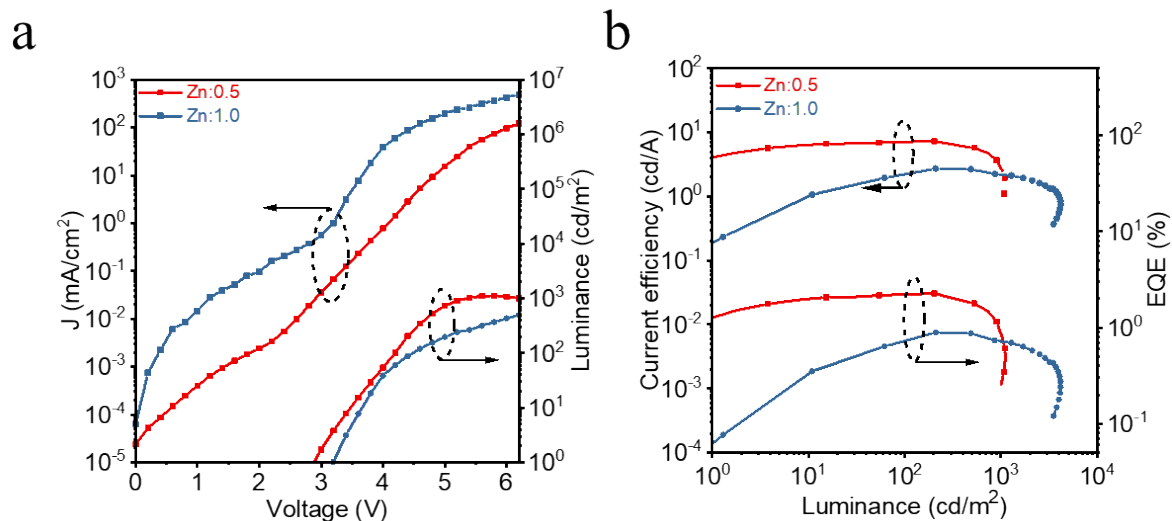 a
J (mA/cm²)
10³
10²
10¹
10⁰
10⁻¹
10⁻²
10⁻³
10⁻⁴
10⁻⁵
Zn:0.5
Zn:1.0
0 1 2 3 4 5 6
Voltage (V)
10⁷
10⁶
10⁵
10⁴
10³
10²
10¹
10⁰
Luminance (cd/m²)
b
Current efficiency (cd/A)
10²
10¹
10⁰
10⁻¹
10⁻²
10⁻³
10⁻⁴
Zn:0.5
Zn:1.0
10⁰ 10¹ 10² 10³ 10⁴
Luminance (cd/m²)
10²
10¹
10⁰
10⁻¹
EQE (%)